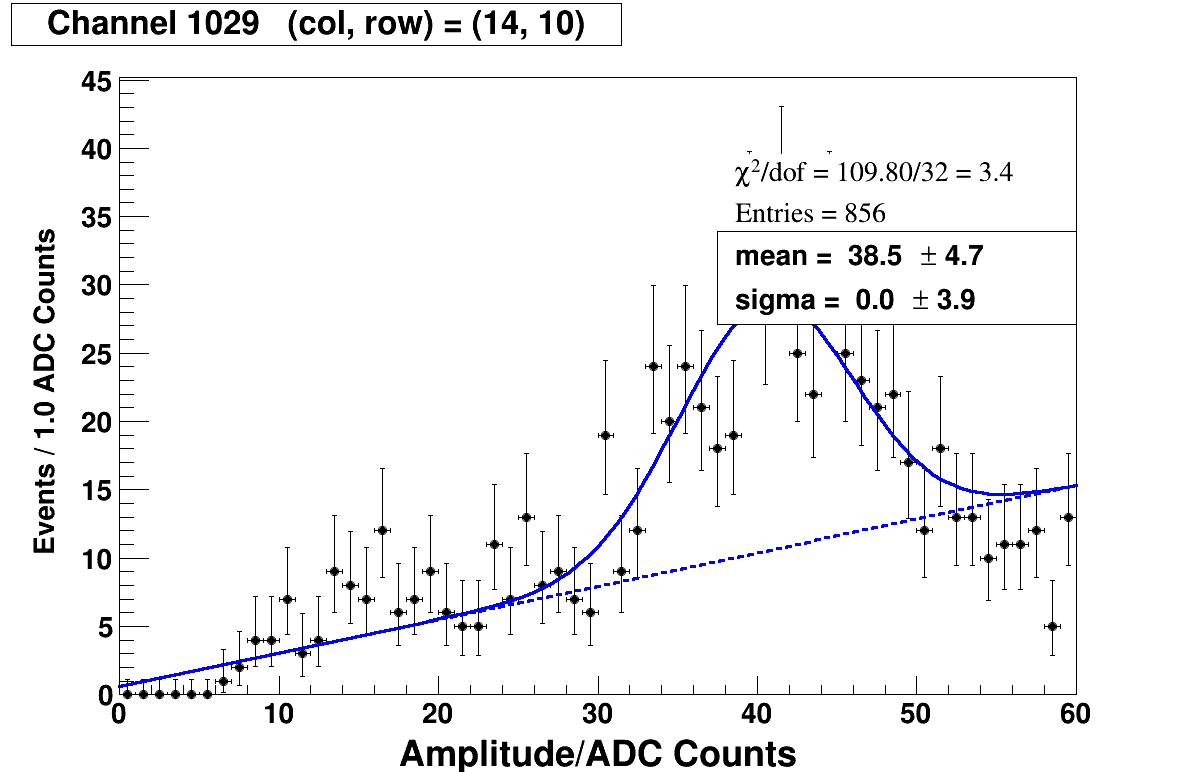 Channel 1029 (col, row) = (14, 10)
45
40
35
30
25
20
15
10
5
0
Events / 1.0 ADC Counts
χ²/dof = 109.80/32 = 3.4
Entries = 856
mean = 38.5 ± 4.7
sigma = 0.0 ± 3.9
0 10 20 30 40 50 60
Amplitude/ADC Counts